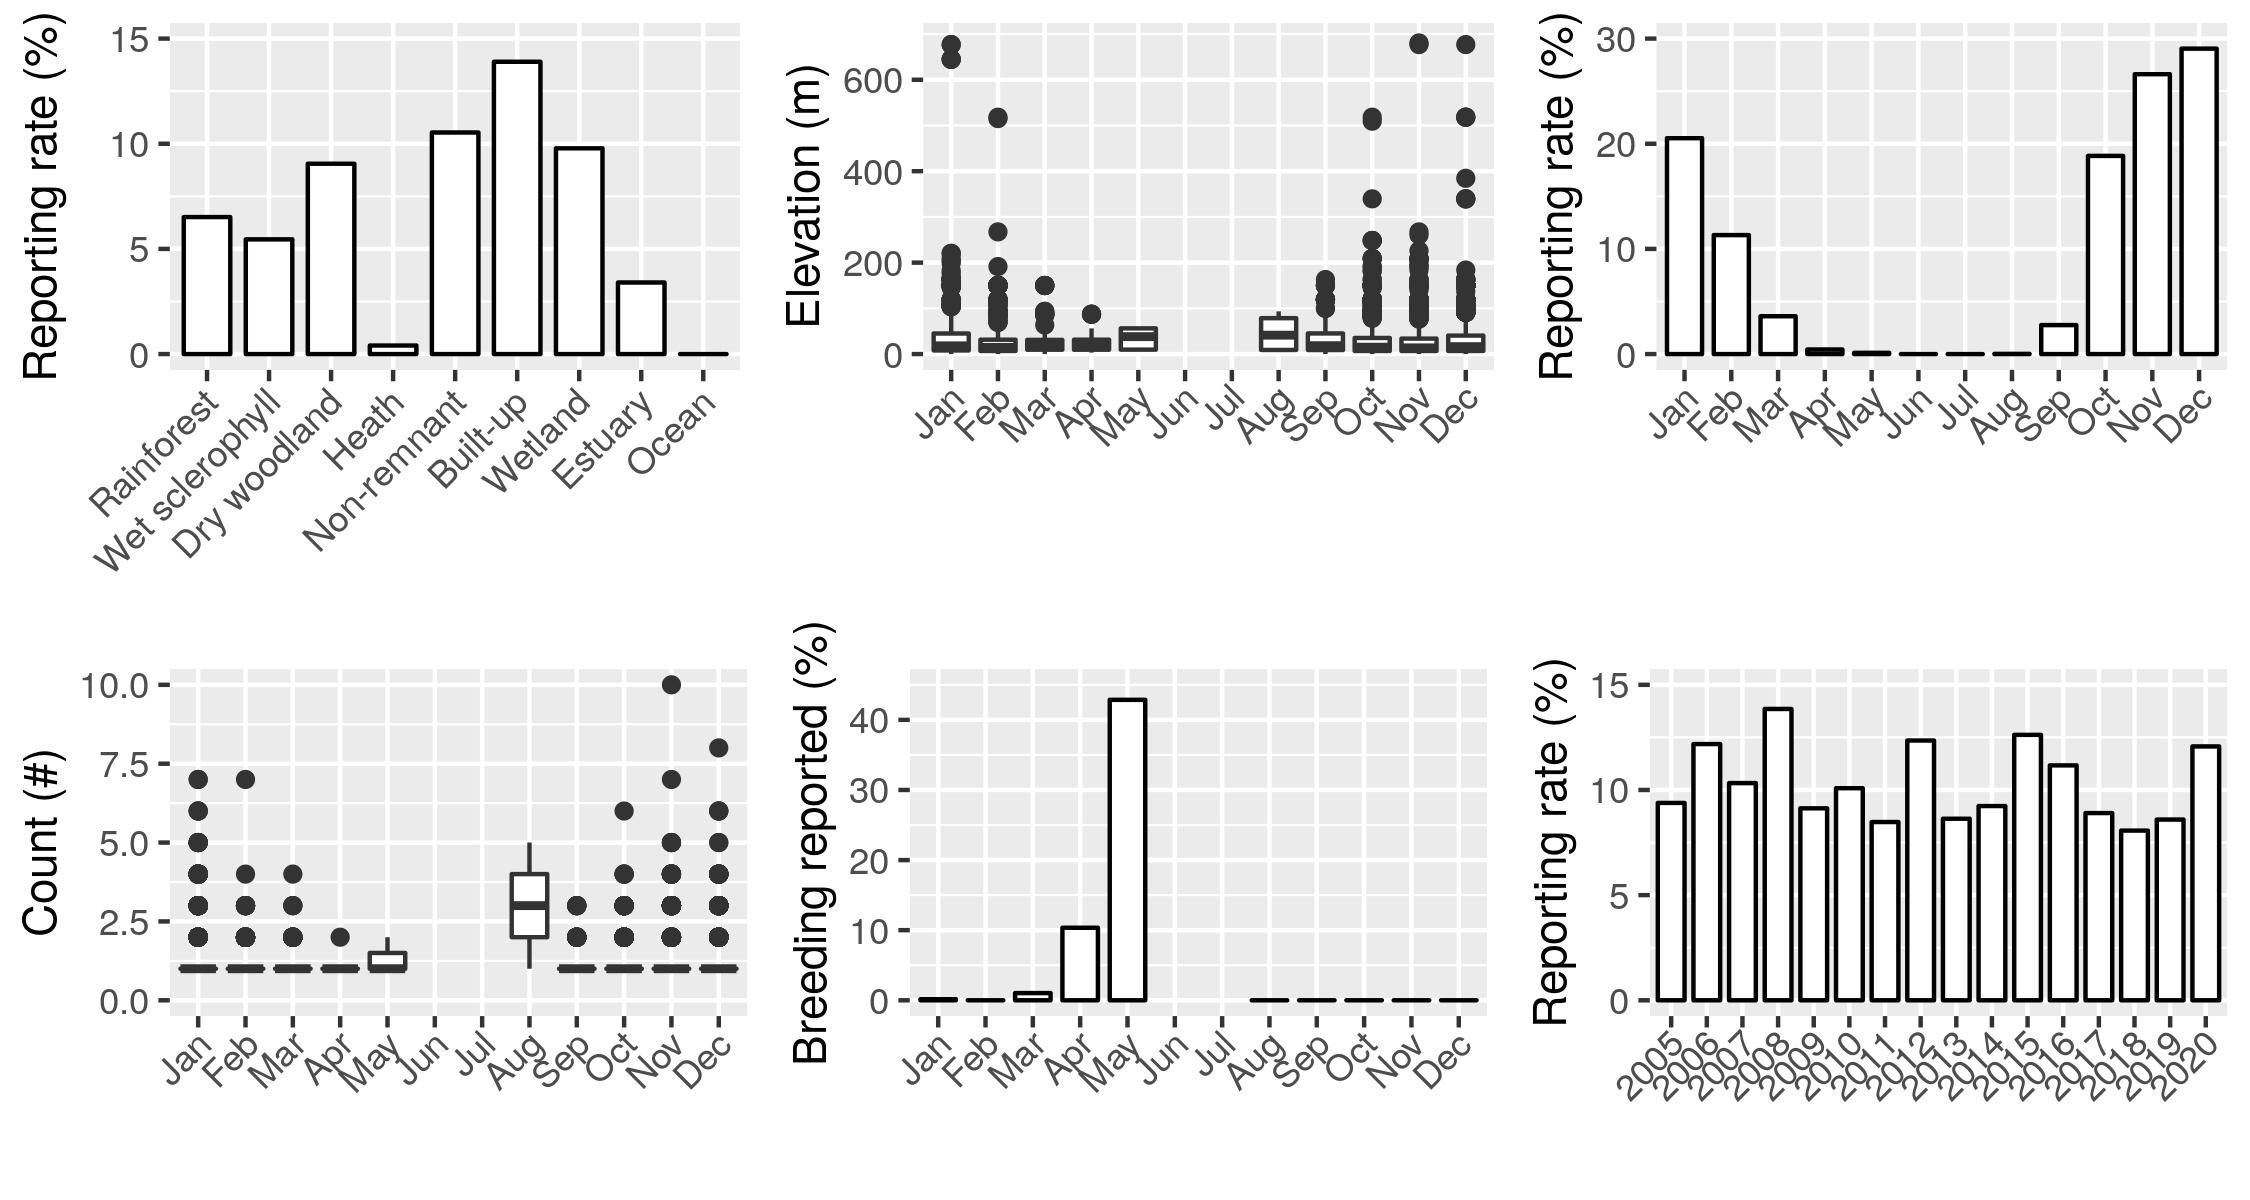 Reporting rate (%)
15
10
5
0
Rainforest
Wet sclerophyll
Dry woodland
Heath
Non-remnant
Built-up
Wetland
Estuary
Ocean
Elevation (m)
600
400
200
0
Jan
Feb
Mar
Apr
May
Jun
Jul
Aug
Sep
Oct
Nov
Dec
Reporting rate (%)
30
20
10
0
Jan
Feb
Mar
Apr
May
Jun
Jul
Aug
Sep
Oct
Nov
Dec
Count (#)
10.0
7.5
5.0
2.5
0.0
Jan
Feb
Mar
Apr
May
Jun
Jul
Aug
Sep
Oct
Nov
Dec
Breeding reported (%)
40
30
20
10
0
Jan
Feb
Mar
Apr
May
Jun
Jul
Aug
Sep
Oct
Nov
Dec
Reporting rate (%)
15
10
5
0
2005
2006
2007
2008
2009
2010
2011
2012
2013
2014
2015
2016
2017
2018
2019
2020